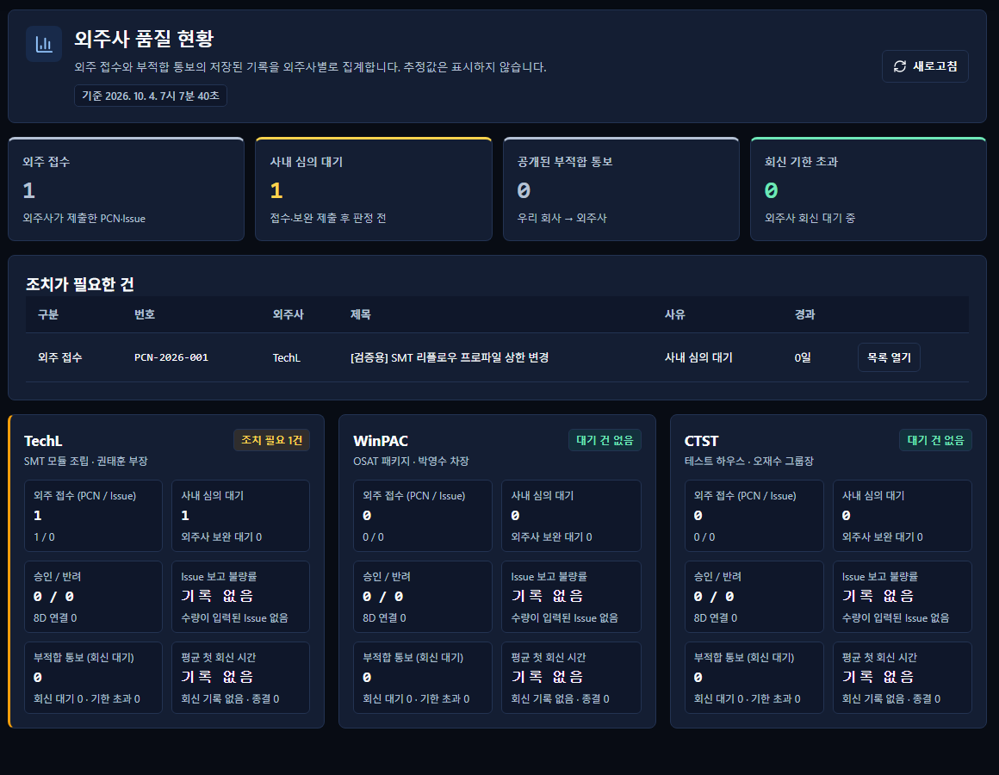 외주사 품질 현황
외주 접수와 부적합 통보의 저장된 기록을 외주사별로 집계합니다. 추정값은 표시하지 않습니다.
기준 2026. 10. 4. 7시 7분 40초
새로고침
외주 접수
1
외주사가 제출한 PCN·Issue
사내 심의 대기
1
접수·보완 제출 후 판정 전
공개된 부적합 통보
0
우리 회사 → 외주사
회신 기한 초과
0
외주사 회신 대기 중
조치가 필요한 건
구분 번호 외주사 제목 사유 경과
외주 접수 PCN-2026-001 TechL [검증용] SMT 리플로우 프로파일 상한 변경 사내 심의 대기 0일 목록 열기
TechL 조치 필요 1건
SMT 모듈 조립 · 권태훈 부장
외주 접수 (PCN / Issue)
1
1 / 0
사내 심의 대기
1
외주사 보완 대기 0
승인 / 반려
0 / 0
8D 연결 0
Issue 보고 불량률
기록 없음
수량이 입력된 Issue 없음
부적합 통보 (회신 대기)
0
회신 대기 0 · 기한 초과 0
평균 첫 회신 시간
기록 없음
회신 기록 없음 · 종결 0
WinPAC 대기 건 없음
OSAT 패키지 · 박영수 차장
외주 접수 (PCN / Issue)
0
0 / 0
사내 심의 대기
0
외주사 보완 대기 0
승인 / 반려
0 / 0
8D 연결 0
Issue 보고 불량률
기록 없음
수량이 입력된 Issue 없음
부적합 통보 (회신 대기)
0
회신 대기 0 · 기한 초과 0
평균 첫 회신 시간
기록 없음
회신 기록 없음 · 종결 0
CTST 대기 건 없음
테스트 하우스 · 오재수 그룹장
외주 접수 (PCN / Issue)
0
0 / 0
사내 심의 대기
0
외주사 보완 대기 0
승인 / 반려
0 / 0
8D 연결 0
Issue 보고 불량률
기록 없음
수량이 입력된 Issue 없음
부적합 통보 (회신 대기)
0
회신 대기 0 · 기한 초과 0
평균 첫 회신 시간
기록 없음
회신 기록 없음 · 종결 0